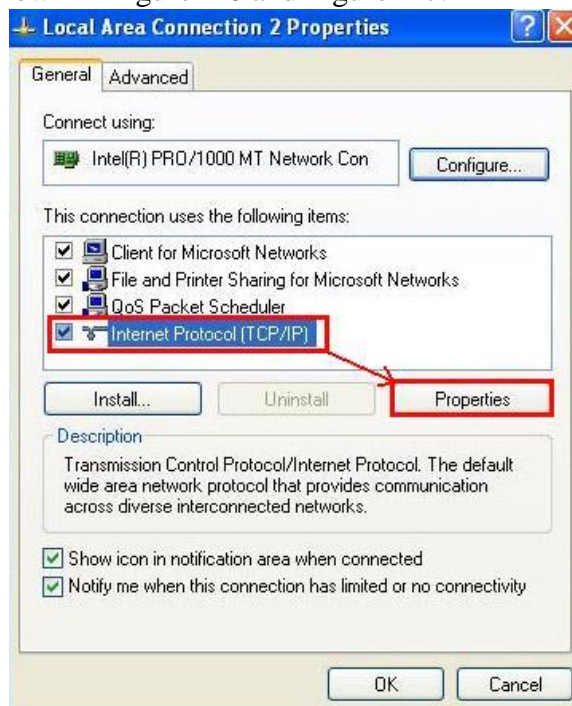 Local Area Connection 2 Properties
General Advanced
Connect using:
Intel(R) PRO/1000 MT Network Con Configure...
This connection uses the following items:
Client for Microsoft Networks
File and Printer Sharing for Microsoft Networks
QoS Packet Scheduler
Internet Protocol (TCP/IP)
Install... Uninstall Properties
Description
Transmission Control Protocol/Internet Protocol. The default
wide area network protocol that provides communication
across diverse interconnected networks.
Show icon in notification area when connected
Notify me when this connection has limited or no connectivity
OK Cancel